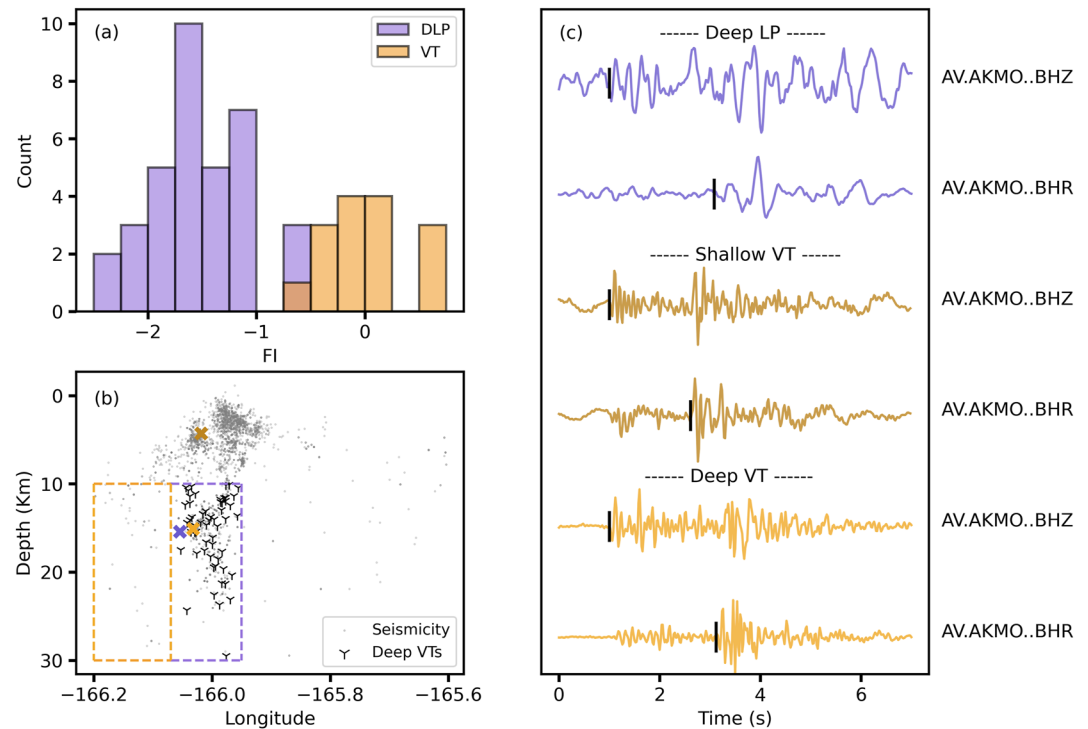 (a)
DLP
VT
10
8
6
4
2
0
Count
−2
−1
0
FI
(b)
0
10
20
30
Depth (Km)
Seismicity
Deep VTs
−166.2
−166.0
−165.8
−165.6
Longitude
(c)
------ Deep LP ------
AV.AKMO..BHZ
AV.AKMO..BHR
------ Shallow VT ------
AV.AKMO..BHZ
AV.AKMO..BHR
------ Deep VT ------
AV.AKMO..BHZ
AV.AKMO..BHR
0
2
4
6
Time (s)